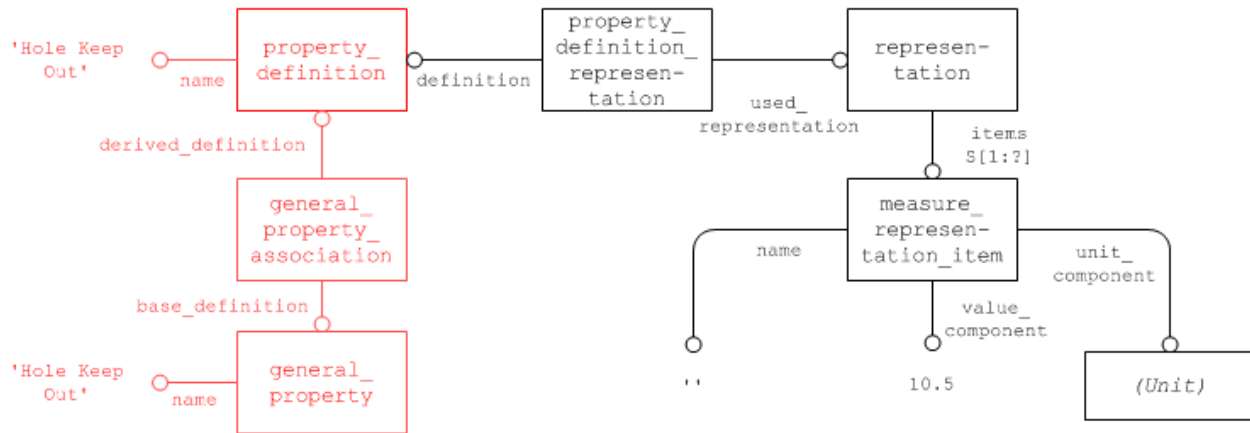 'Hole Keep
Out'
name
property_
definition
definition
property_
definition_
represen-
tation
used_
representation
represen-
tation
derived_definition
items
S[1:?]
general_
property_
association
name
measure_
represen-
tation_item
unit_
component
base_definition
value_
component
'Hole Keep
Out'
name
general_
property
''
10.5
(Unit)